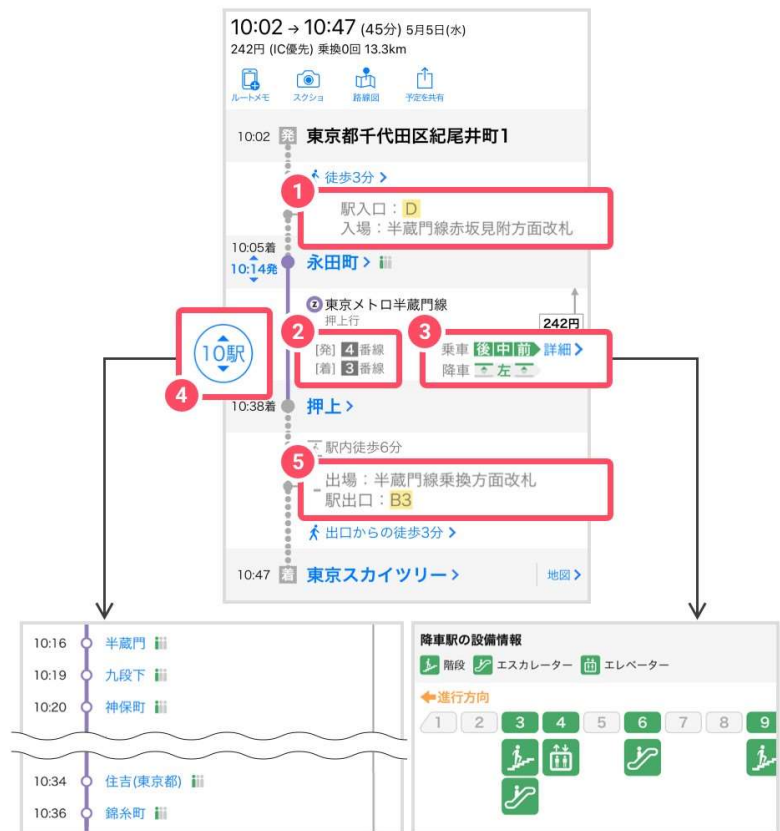 10:02 → 10:47 (45分) 5月5日(水)
242円 (IC優先) 乗換0回 13.3km
ルートメモ スクショ 路線図 予定を共有
10:02 発 東京都千代田区紀尾井町1
徒歩3分 >
1
駅入口：D
入場：半蔵門線赤坂見附方面改札
10:05着
10:14発
永田町 >
Z 東京メトロ半蔵門線
押上行
242円
2
[発] 4 番線
[着] 3 番線
3
乗車 後 中 前 詳細 >
降車 左
10駅
4
10:38着 押上 >
駅内徒歩6分
5
出場：半蔵門線乗換方面改札
駅出口：B3
出口からの徒歩3分 >
10:47 着 東京スカイツリー > 地図 >
10:16 半蔵門
10:19 九段下
10:20 神保町
10:34 住吉(東京都)
10:36 錦糸町
降車駅の設備情報
階段 エスカレーター エレベーター
進行方向
1 2 3 4 5 6 7 8 9